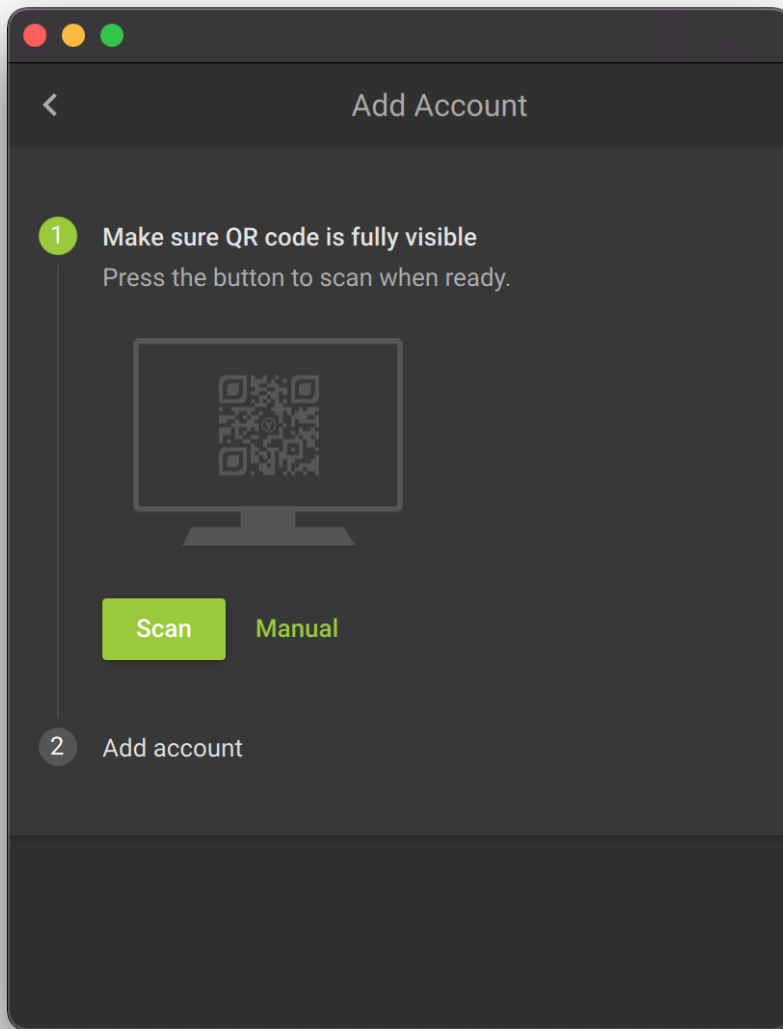 Add Account
1
Make sure QR code is fully visible
Press the button to scan when ready.
Scan
Manual
2
Add account